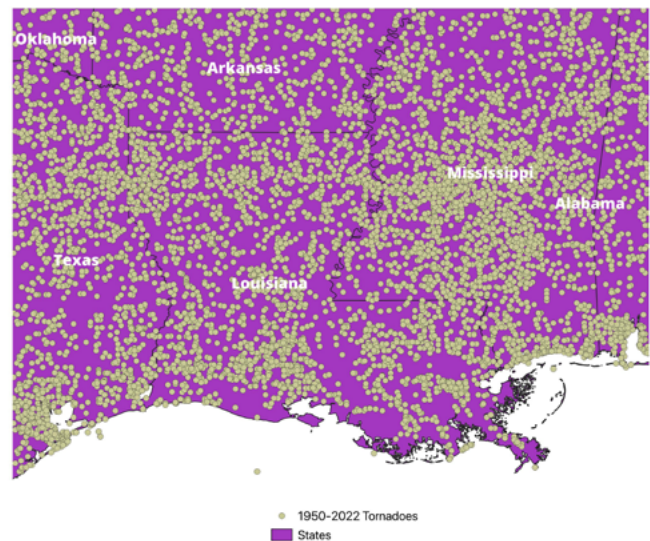 Oklahoma
Arkansas
Mississippi
Alabama
Texas
Louisiana
1950-2022 Tornadoes
States